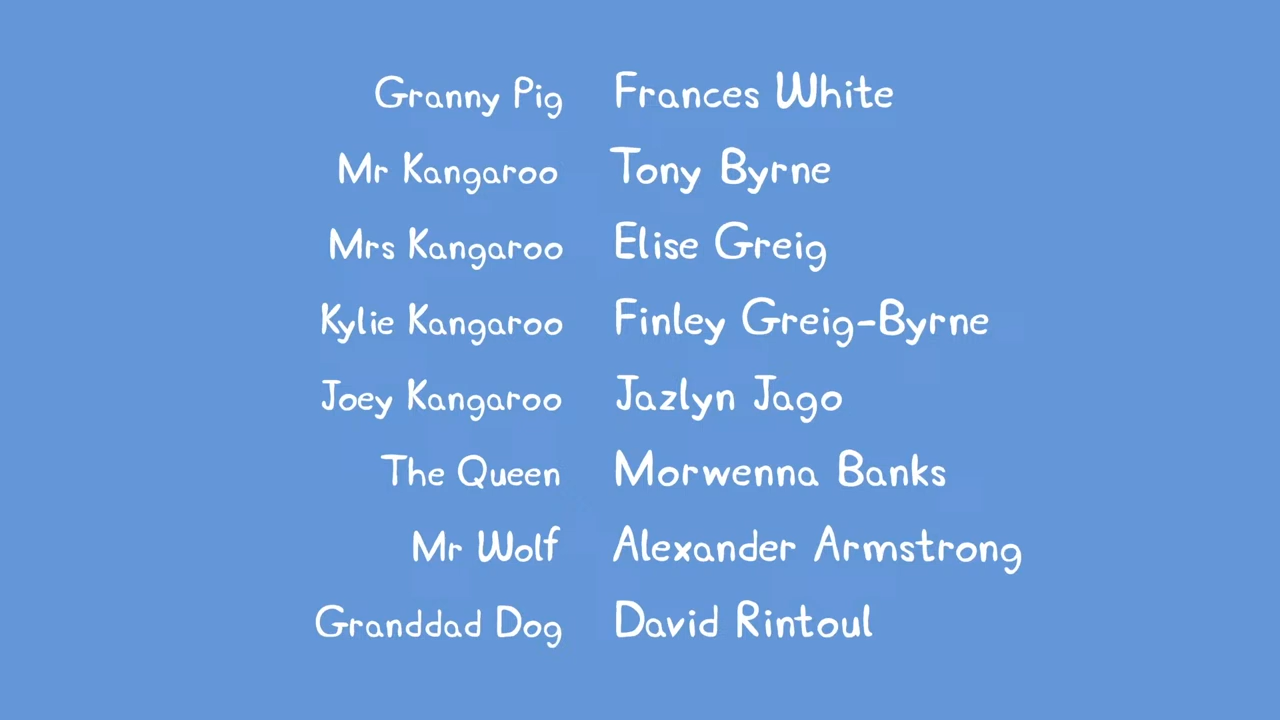 Granny Pig Frances White
Mr Kangaroo Tony Byrne
Mrs Kangaroo Elise Greig
Kylie Kangaroo Finley Greig-Byrne
Joey Kangaroo Jazlyn Jago
The Queen Morwenna Banks
Mr Wolf Alexander Armstrong
Granddad Dog David Rintoul